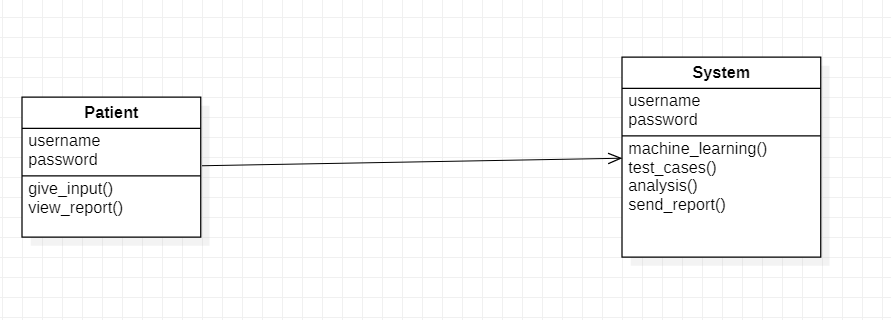 Patient
username
password
give_input()
view_report()
System
username
password
machine_learning()
test_cases()
analysis()
send_report()